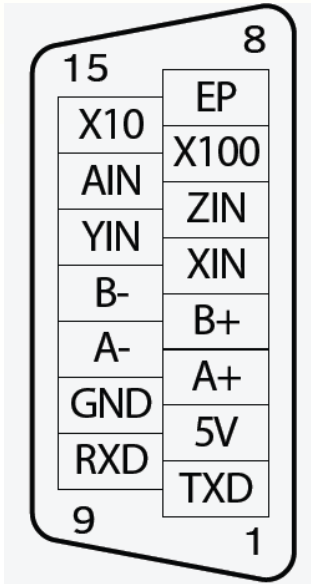 8
15
EP
X10
X100
AIN
ZIN
YIN
XIN
B-
B+
A-
A+
GND
5V
RXD
TXD
9
1